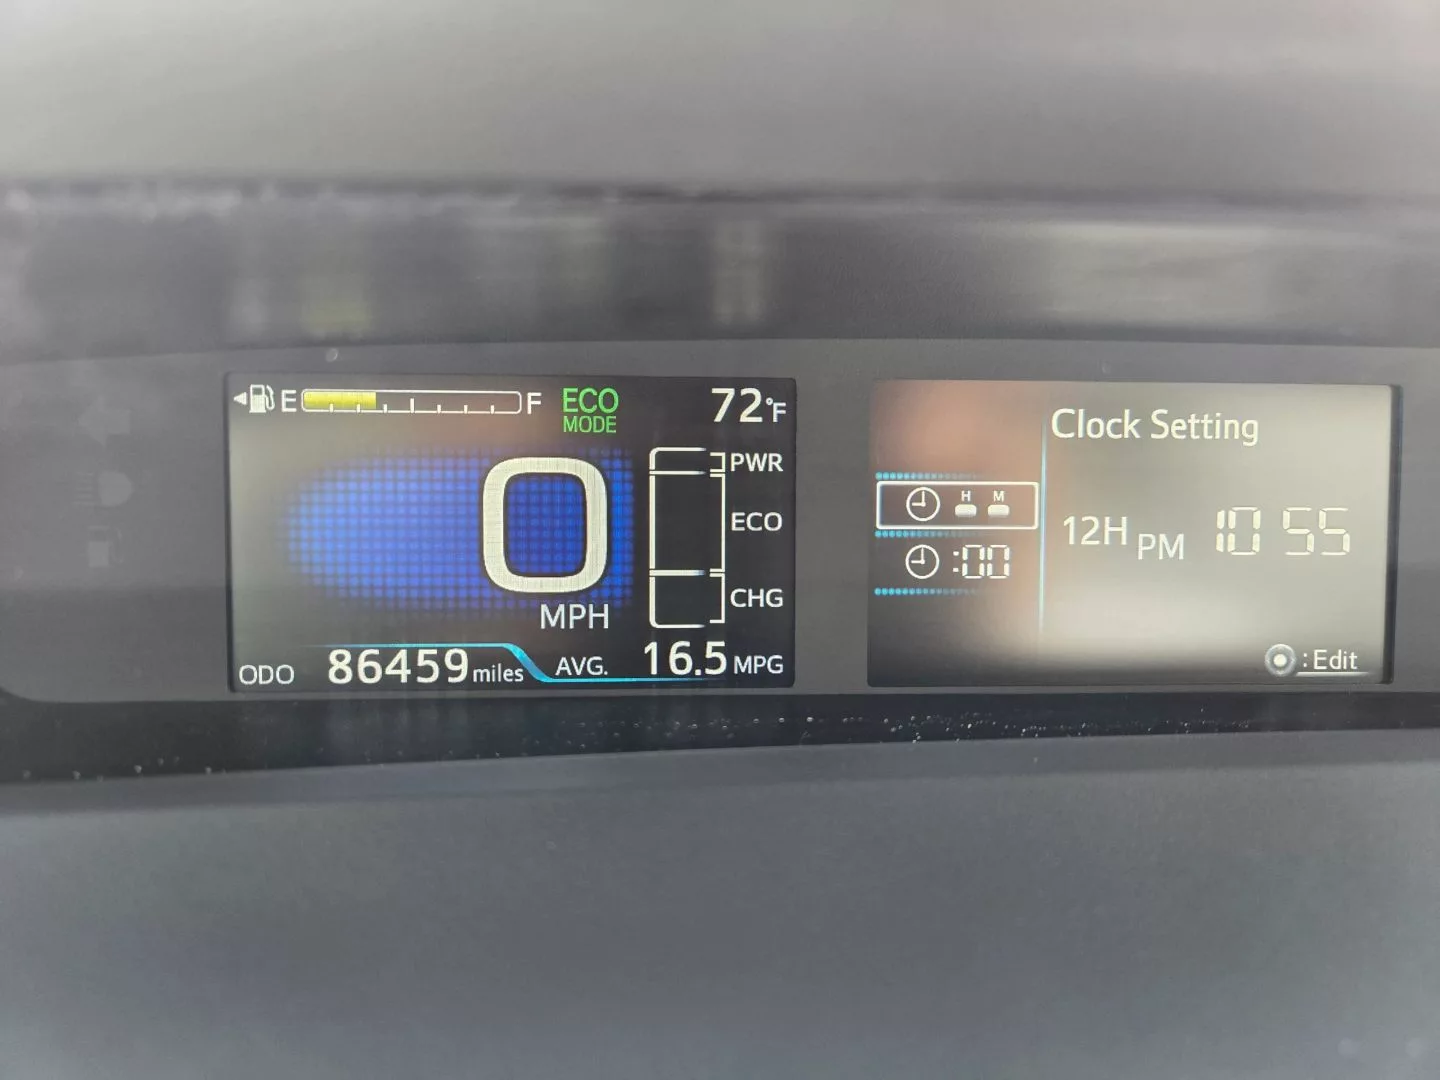 E F ECO MODE 72°F
0
MPH
PWR
ECO
CHG
ODO 86459 miles AVG. 16.5 MPG
Clock Setting
H M
:00
12H PM 10 55
:Edit